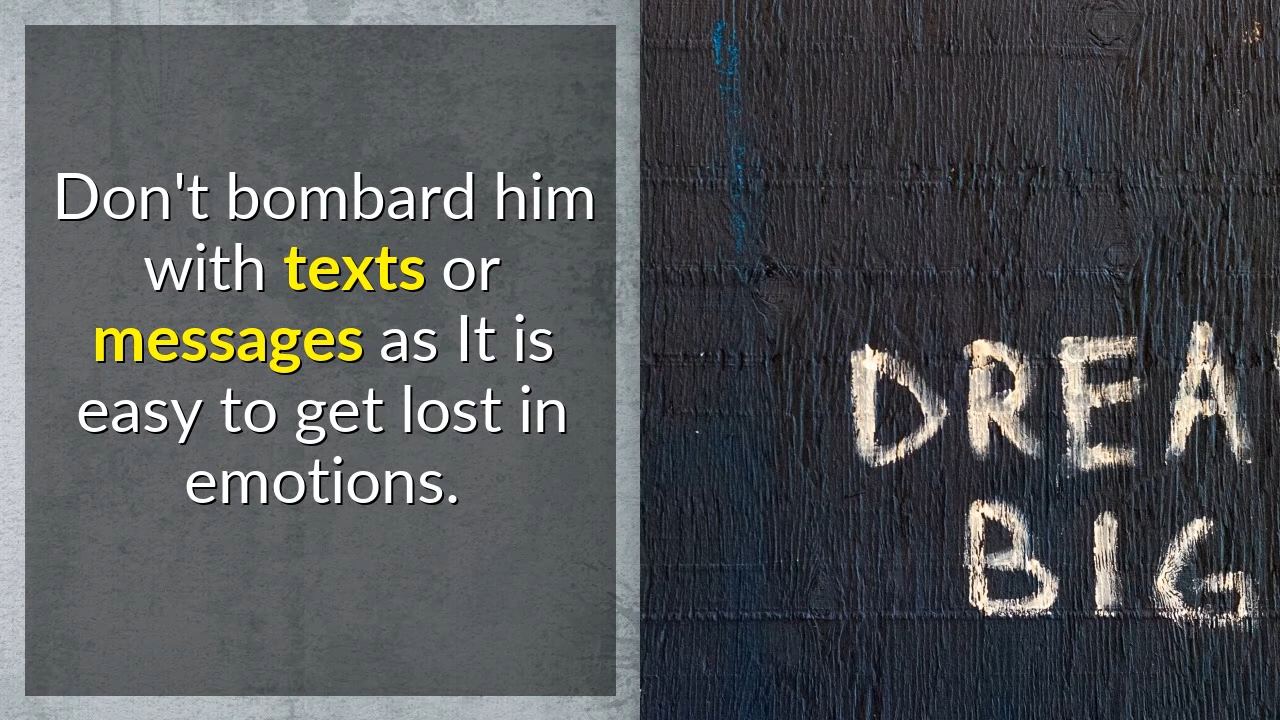 Don't bombard him
with texts or
messages as It is
easy to get lost in
emotions.
DREA
BIG